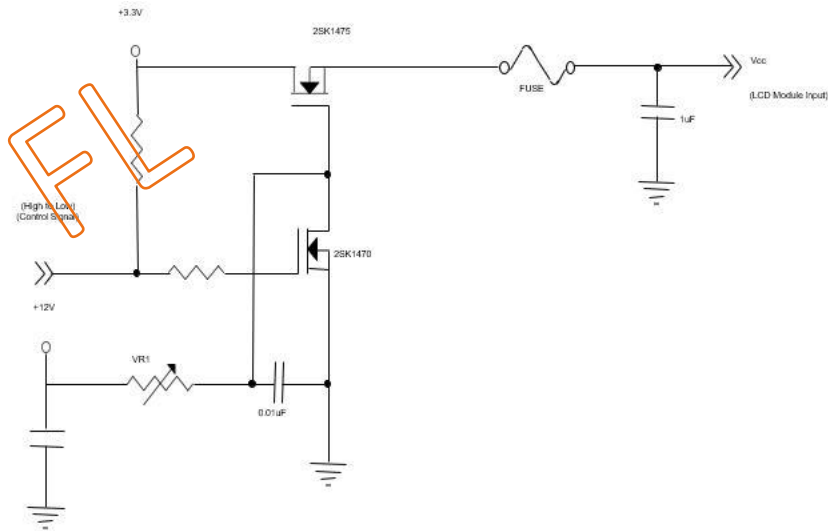 +3.3V
2SK1475
Vcc
FUSE
(LCD Module Input)
1uF
FL
(High to Low)
(Control Signal)
2SK1470
+12V
VR1
0.01uF